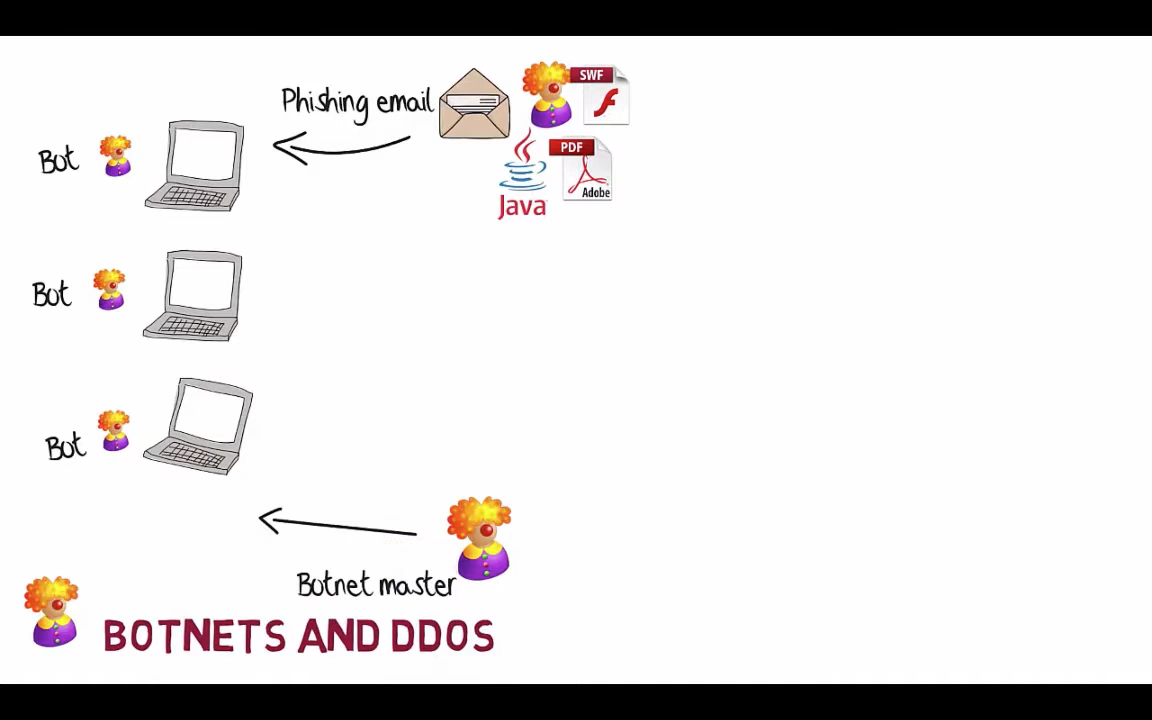 Phishing email
SWF
Bot
PDF
Adobe
Java
Bot
Bot
Botnet master
BOTNETS AND DDOS